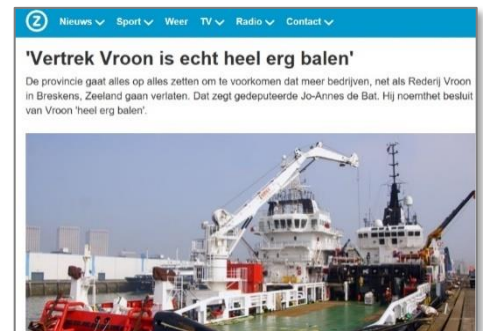 Z Nieuws Sport Weer TV Radio Contact
'Vertrek Vroon is echt heel erg balen'
De provincie gaat alles op alles zetten om te voorkomen dat meer bedrijven, net als Rederij Vroon
in Breskens, Zeeland gaan verlaten. Dat zegt gedeputeerde Jo-Annes de Bat. Hij noemthet besluit
van Vroon 'heel erg balen'.